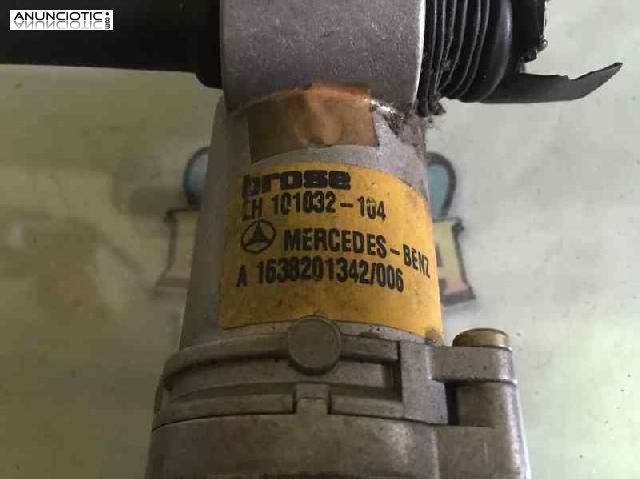 ANUNCIOTIC
brose
LH 101032-104
MERCEDES-BENZ
A 1638201342/006